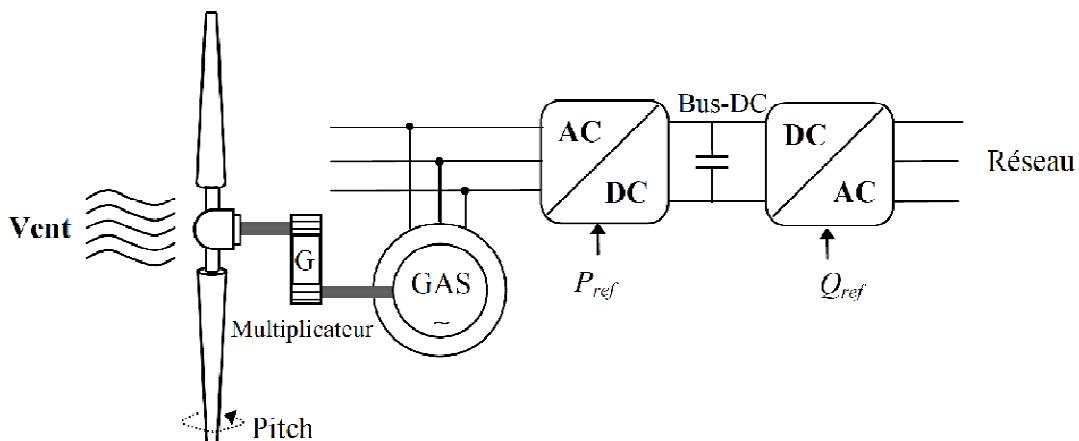 Bus-DC
AC
DC
DC
AC
Réseau
Vent
G
GAS
~
P_ref
Q_ref
Multiplicateur
Pitch